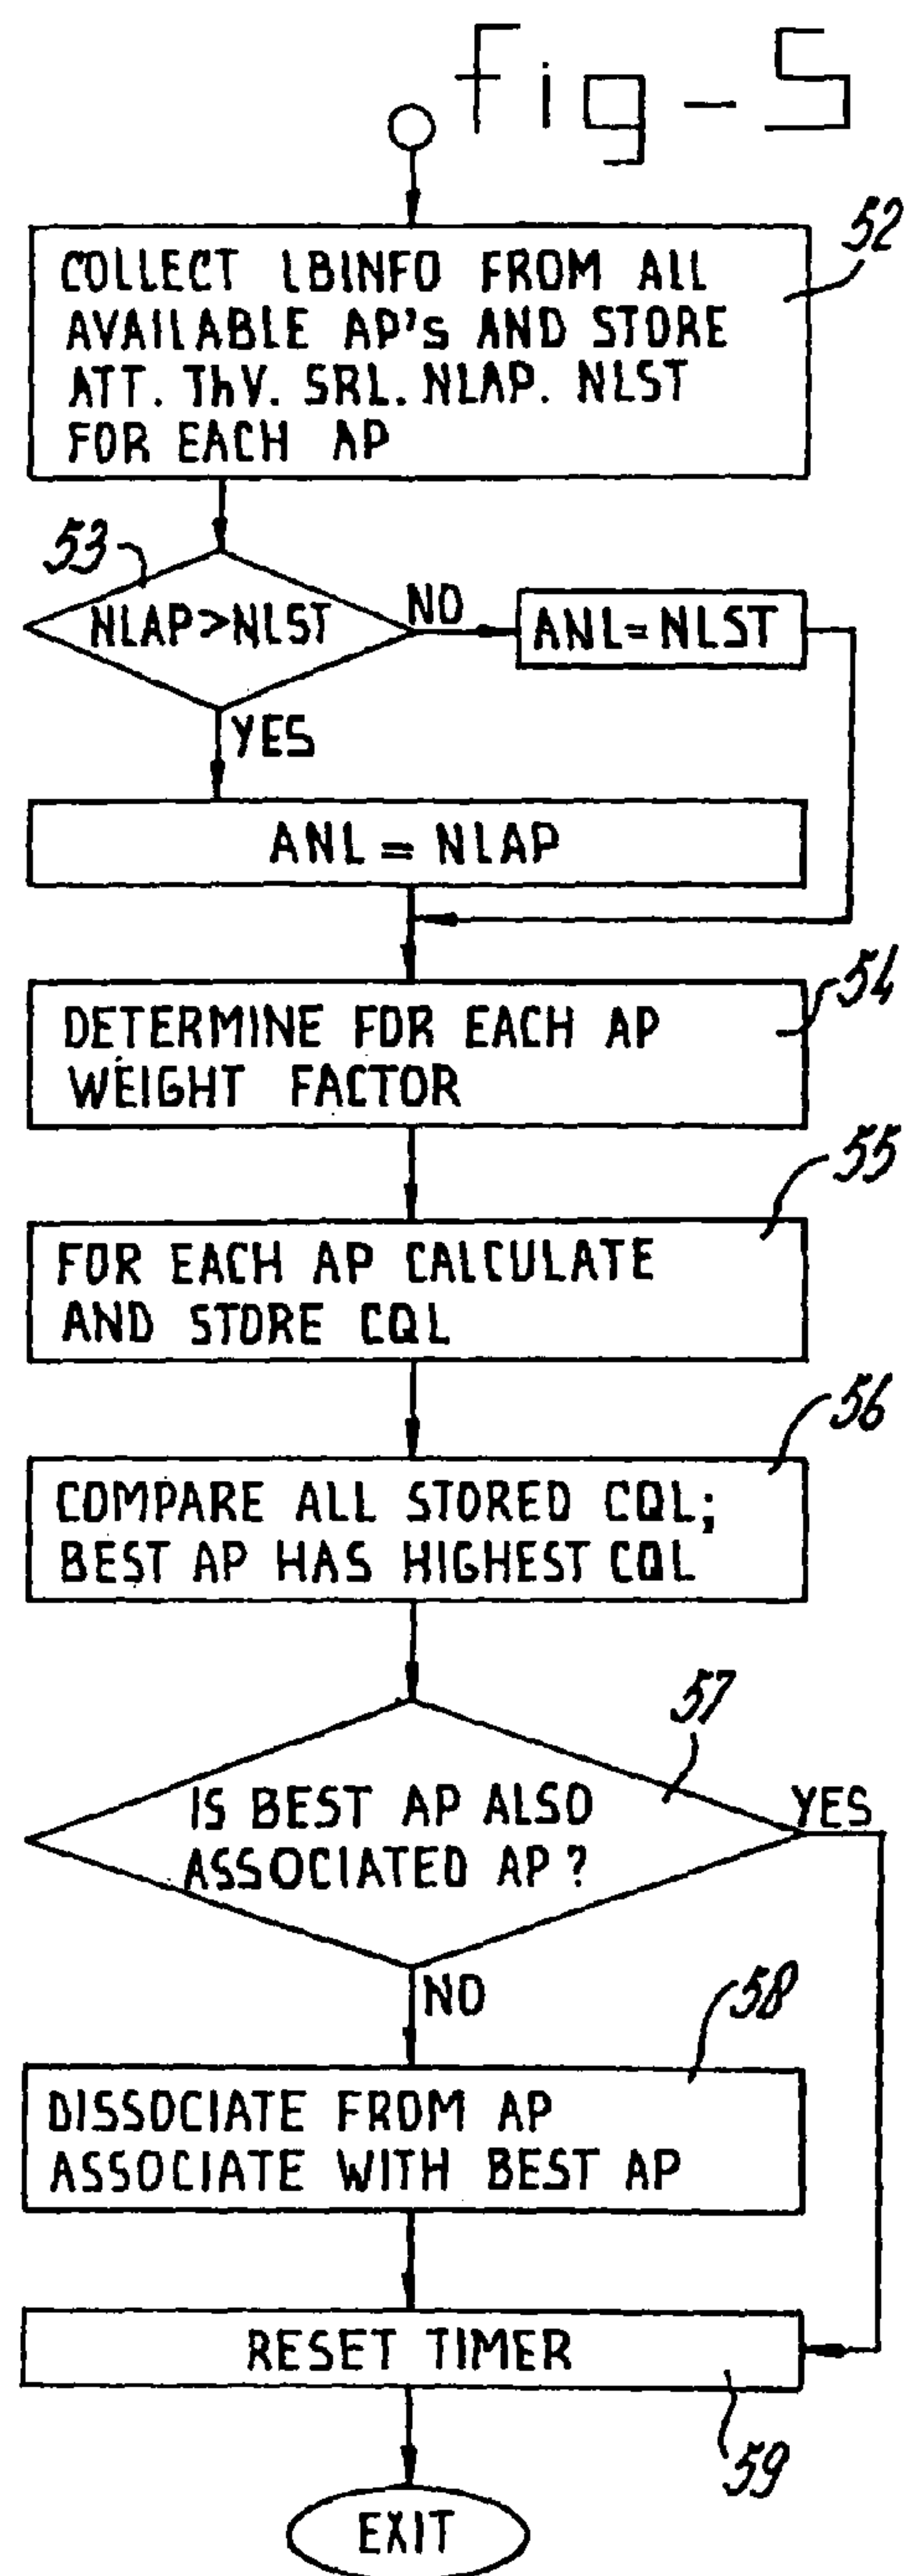 fig-5
52
COLLECT LBINFO FROM ALL
AVAILABLE AP's AND STORE
ATT. ThV. SRL. NLAP. NLST
FOR EACH AP
53
NLAP>NLST
NO
ANL=NLST
YES
ANL = NLAP
54
DETERMINE FOR EACH AP
WEIGHT FACTOR
55
FOR EACH AP CALCULATE
AND STORE CQL
56
COMPARE ALL STORED CQL;
BEST AP HAS HIGHEST CQL
57
IS BEST AP ALSO
ASSOCIATED AP?
YES
NO
58
DISSOCIATE FROM AP
ASSOCIATE WITH BEST AP
RESET TIMER
59
EXIT